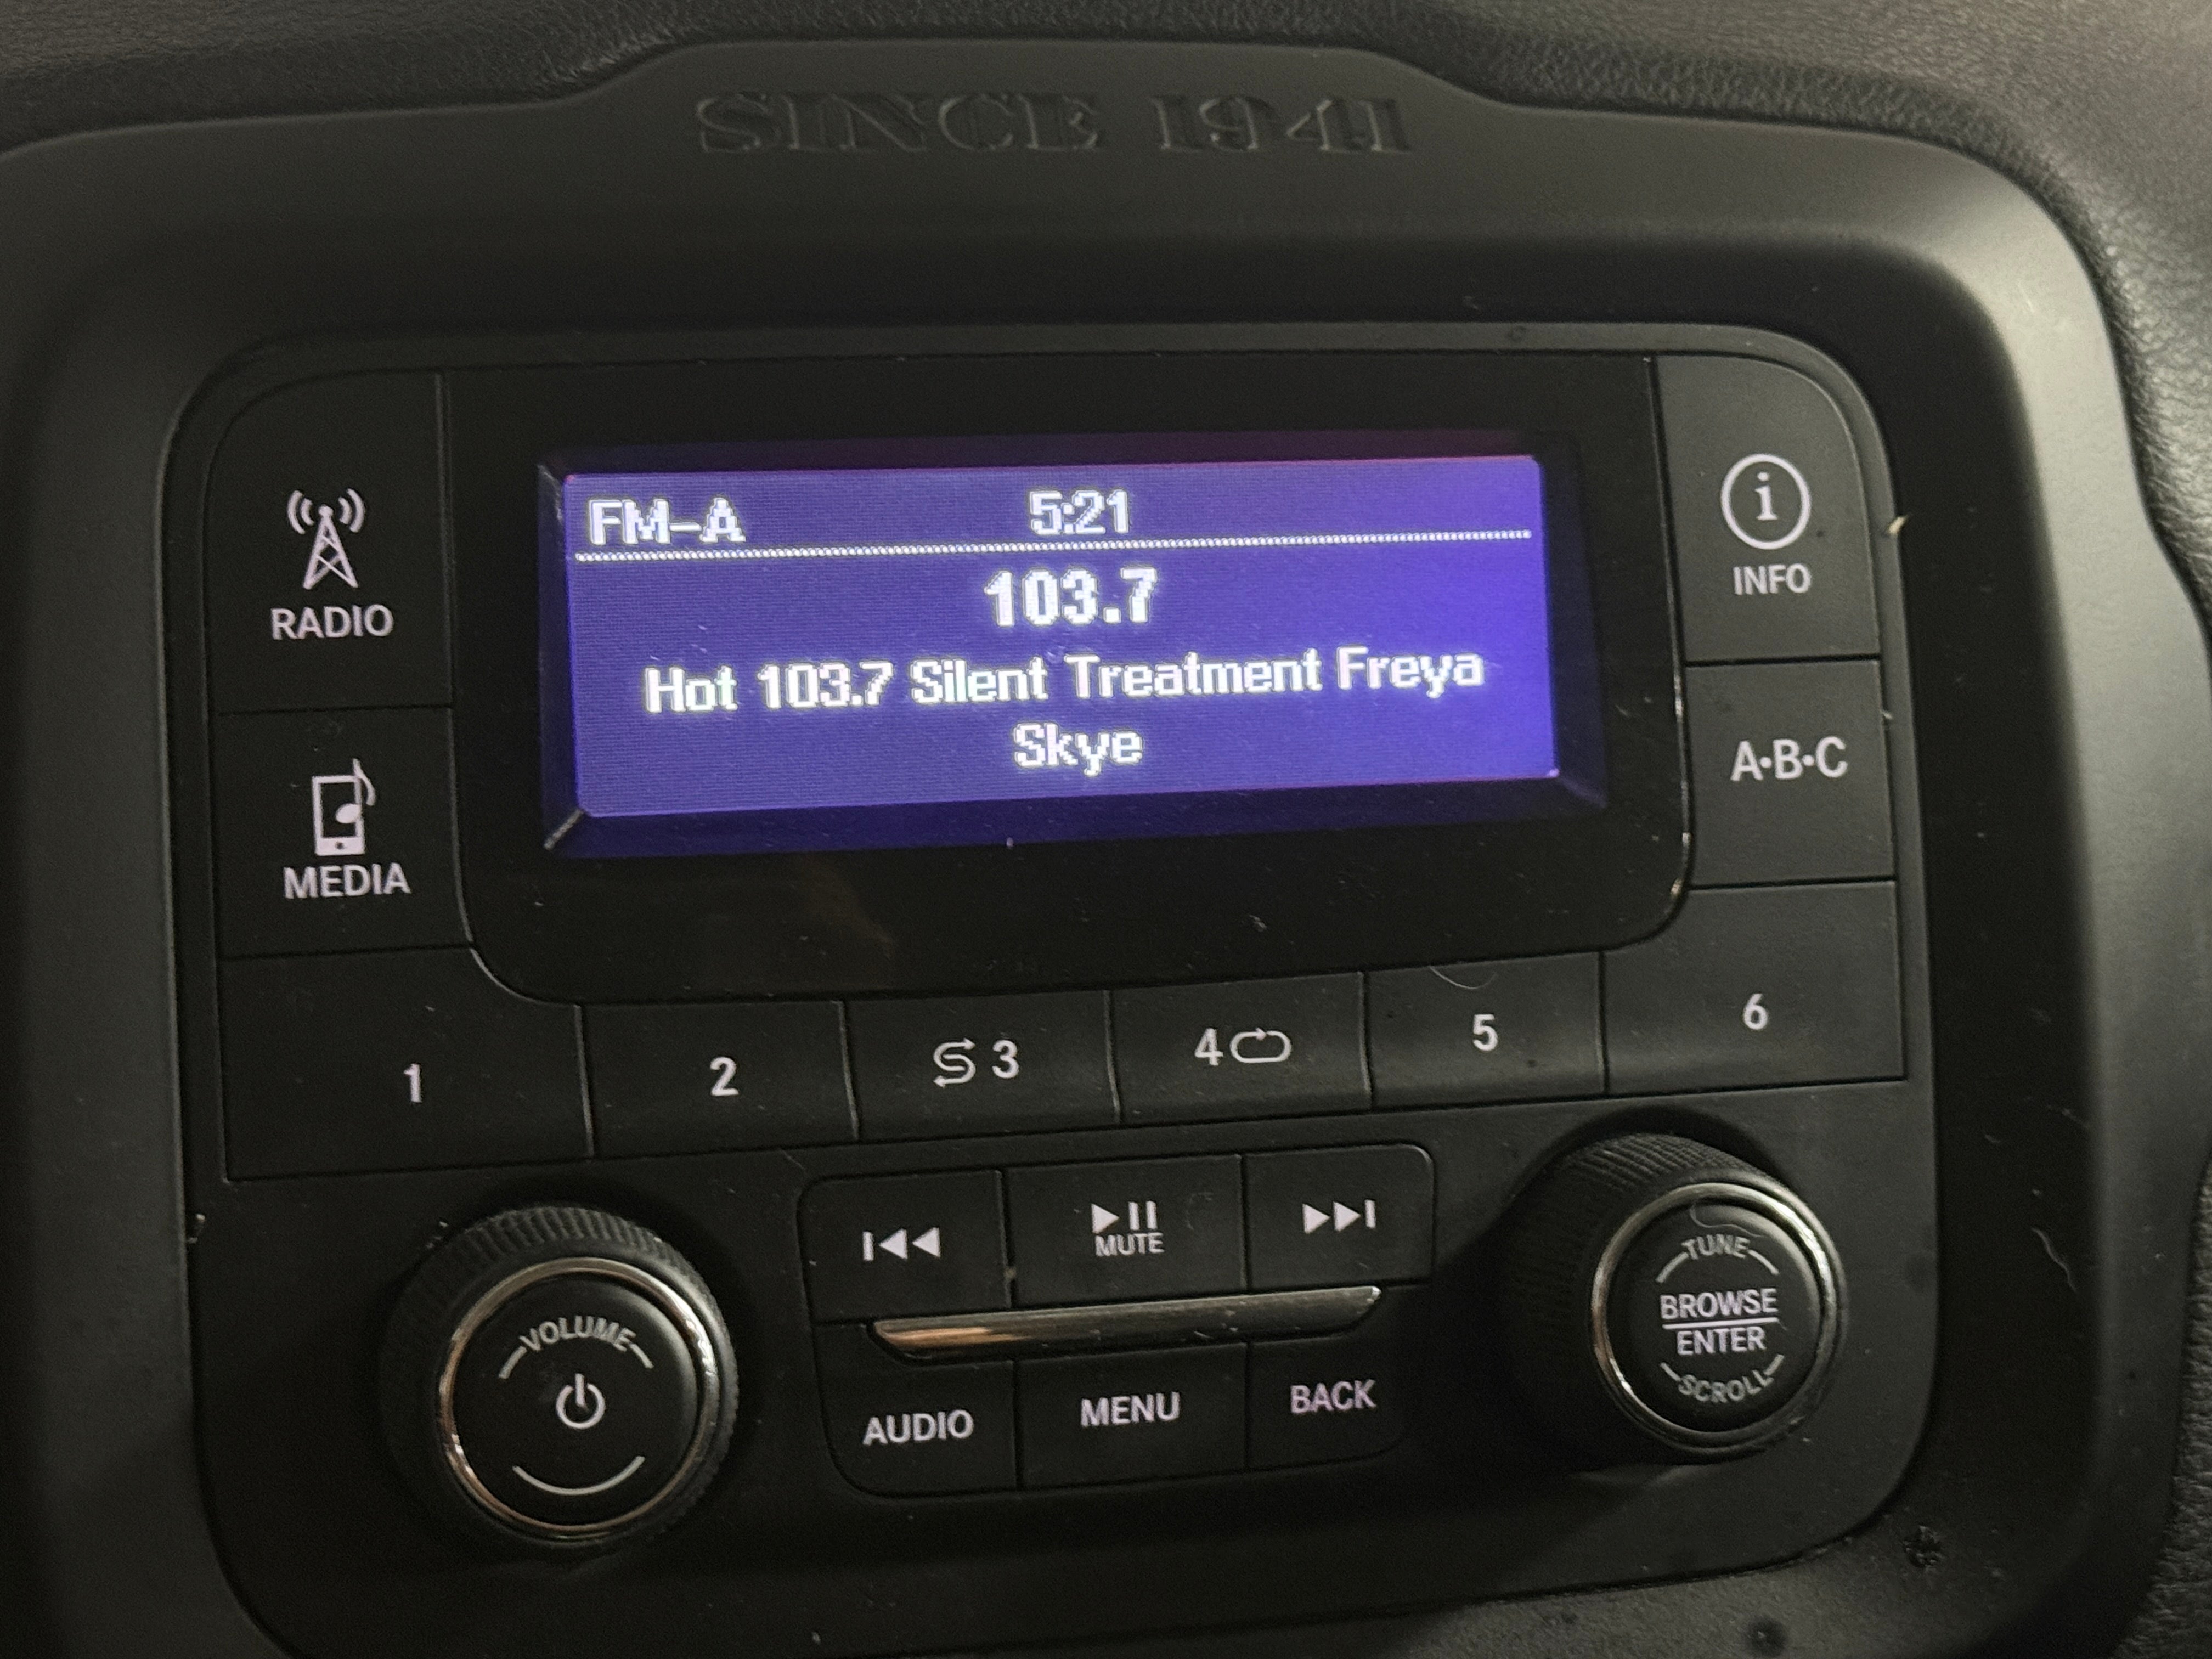 SINCE 1941
FM-A 5:21
103.7
Hot 103.7 Silent Treatment Freya
Skye
RADIO
INFO
MEDIA
A·B·C
1 2 3 4 5 6
MUTE
VOLUME
TUNE
BROWSE
ENTER
SCROLL
AUDIO MENU BACK